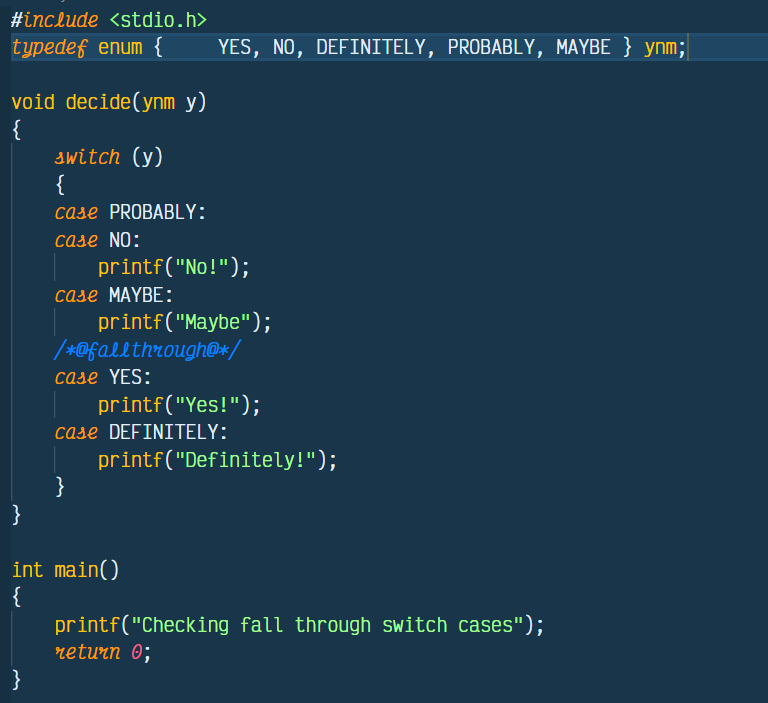 #include <stdio.h>
typedef enum {     YES, NO, DEFINITELY, PROBABLY, MAYBE } ynm;
void decide(ynm y)
{
    switch (y)
    {
    case PROBABLY:
    case NO:
        printf("No!");
    case MAYBE:
        printf("Maybe");
    /*@fallthrough@*/
    case YES:
        printf("Yes!");
    case DEFINITELY:
        printf("Definitely!");
    }
}
int main()
{
    printf("Checking fall through switch cases");
    return 0;
}